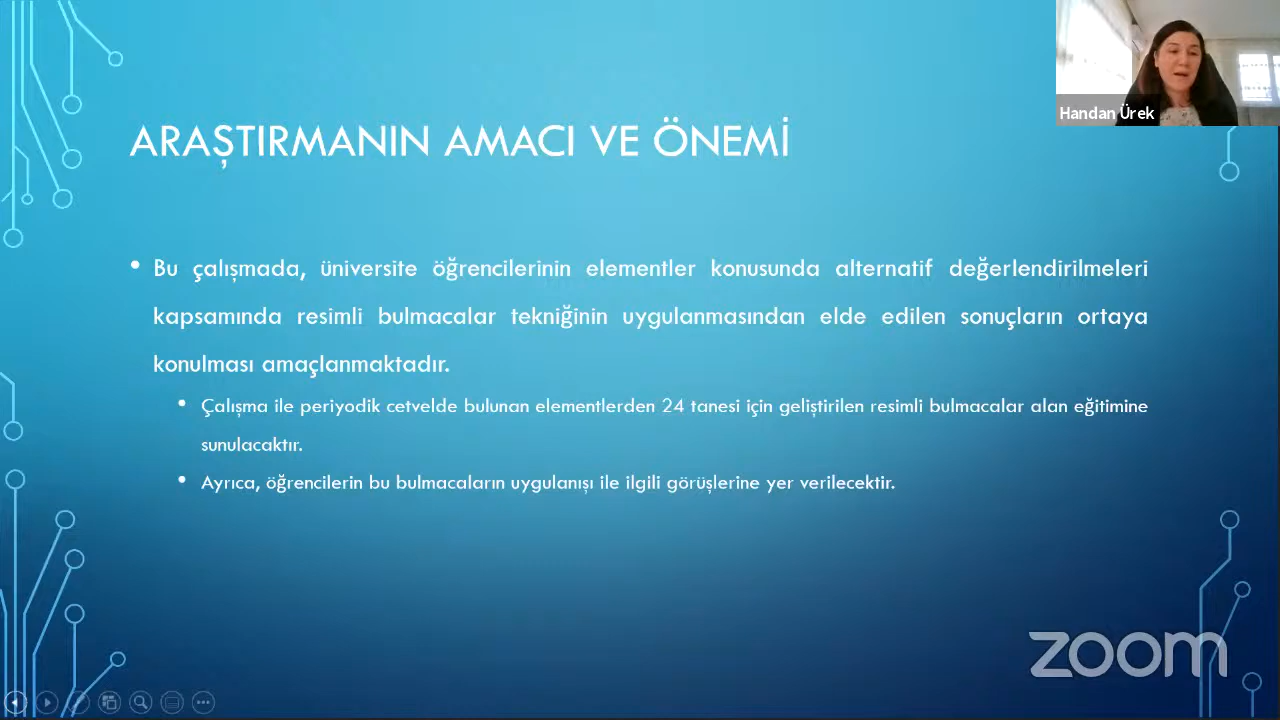 Handan Ürek
ARAŞTIRMANIN AMACI VE ÖNEMİ
• Bu çalışmada, üniversite öğrencilerinin elementler konusunda alternatif değerlendirilmeleri
kapsamında resimli bulmacalar tekniğinin uygulanmasından elde edilen sonuçların ortaya
konulması amaçlanmaktadır.
• Çalışma ile periyodik cetvelde bulunan elementlerden 24 tanesi için geliştirilen resimli bulmacalar alan eğitimine
sunulacaktır.
• Ayrıca, öğrencilerin bu bulmacaların uygulanışı ile ilgili görüşlerine yer verilecektir.
zoom